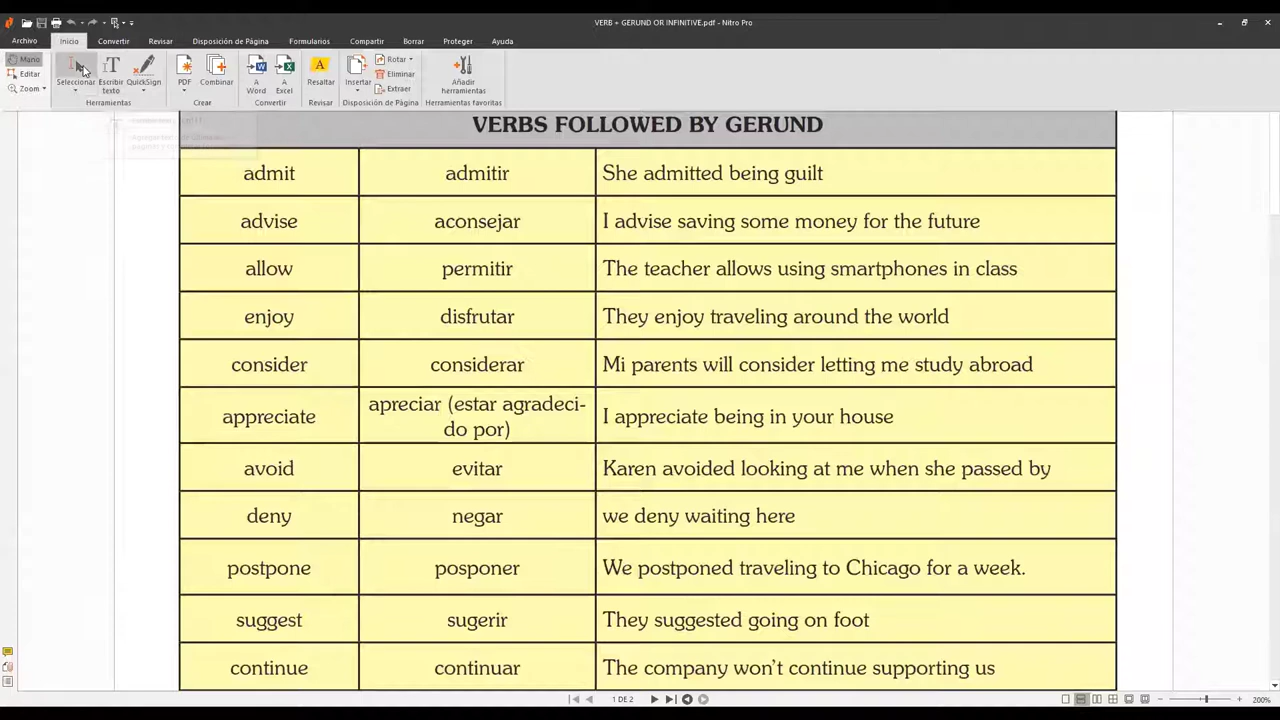 VERB + GERUND OR INFINITIVE.pdf - Nitro Pro
Archivo Inicio Convertir Revisar Disposición de Página Formularios Compartir Borrar Proteger Ayuda
Mano
Editar
Zoom
Seleccionar
Escribir texto
QuickSign
Herramientas
PDF
Combinar
Crear
A Word
A Excel
Convertir
Resaltar
Revisar
Insertar
Rotar
Eliminar
Extraer
Disposición de Página
Añadir herramientas
Herramientas favoritas
VERBS FOLLOWED BY GERUND
admit admitir She admitted being guilt
advise aconsejar I advise saving some money for the future
allow permitir The teacher allows using smartphones in class
enjoy disfrutar They enjoy traveling around the world
consider considerar Mi parents will consider letting me study abroad
appreciate apreciar (estar agradeci-
do por) I appreciate being in your house
avoid evitar Karen avoided looking at me when she passed by
deny negar we deny waiting here
postpone posponer We postponed traveling to Chicago for a week.
suggest sugerir They suggested going on foot
continue continuar The company won't continue supporting us
1 DE 2
200%